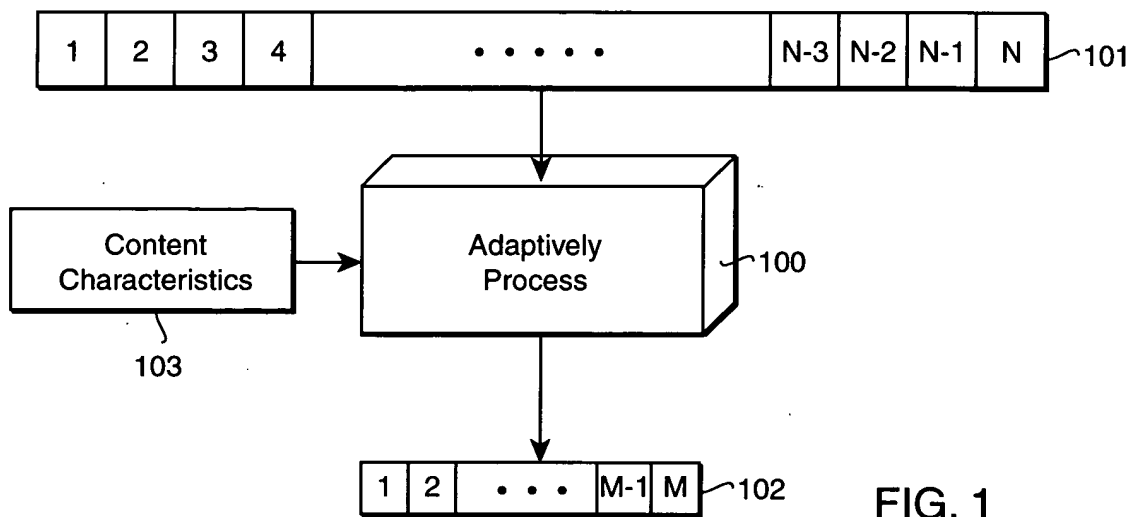 1 2 3 4 ..... N-3 N-2 N-1 N 101
Content
Characteristics
103
Adaptively
Process
100
1 2 ... M-1 M 102
FIG. 1